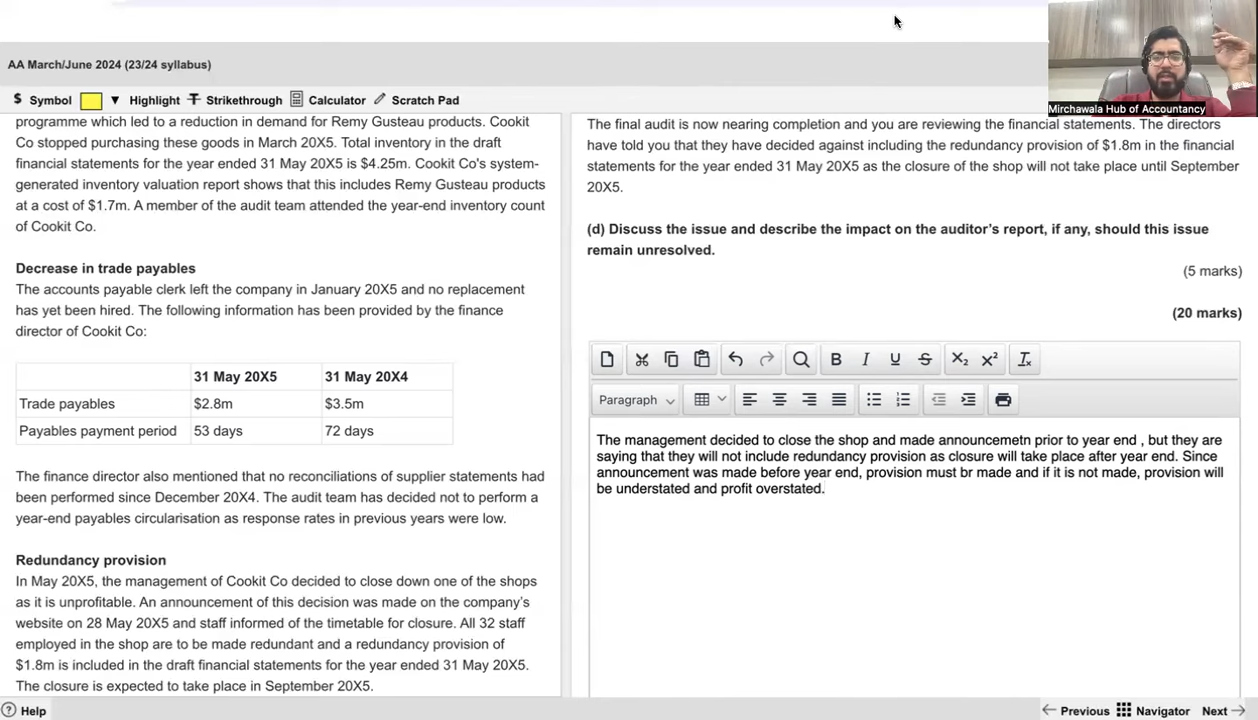 Mirchawala Hub of Accountancy
AA March/June 2024 (23/24 syllabus)
$ Symbol Highlight Strikethrough Calculator Scratch Pad
programme which led to a reduction in demand for Remy Gusteau products. Cookit
Co stopped purchasing these goods in March 20X5. Total inventory in the draft
financial statements for the year ended 31 May 20X5 is $4.25m. Cookit Co's system-
generated inventory valuation report shows that this includes Remy Gusteau products
at a cost of $1.7m. A member of the audit team attended the year-end inventory count
of Cookit Co.
Decrease in trade payables
The accounts payable clerk left the company in January 20X5 and no replacement
has yet been hired. The following information has been provided by the finance
director of Cookit Co:
31 May 20X5 31 May 20X4
Trade payables $2.8m $3.5m
Payables payment period 53 days 72 days
The finance director also mentioned that no reconciliations of supplier statements had
been performed since December 20X4. The audit team has decided not to perform a
year-end payables circularisation as response rates in previous years were low.
Redundancy provision
In May 20X5, the management of Cookit Co decided to close down one of the shops
as it is unprofitable. An announcement of this decision was made on the company's
website on 28 May 20X5 and staff informed of the timetable for closure. All 32 staff
employed in the shop are to be made redundant and a redundancy provision of
$1.8m is included in the draft financial statements for the year ended 31 May 20X5.
The closure is expected to take place in September 20X5.
The final audit is now nearing completion and you are reviewing the financial statements. The directors
have told you that they have decided against including the redundancy provision of $1.8m in the financial
statements for the year ended 31 May 20X5 as the closure of the shop will not take place until September
20X5.
(d) Discuss the issue and describe the impact on the auditor's report, if any, should this issue
remain unresolved.
(5 marks)
(20 marks)
B I U S X₂ X² Iₓ
Paragraph
The management decided to close the shop and made announcemetn prior to year end , but they are
saying that they will not include redundancy provision as closure will take place after year end. Since
announcement was made before year end, provision must br made and if it is not made, provision will
be understated and profit overstated.
? Help
Previous Navigator Next